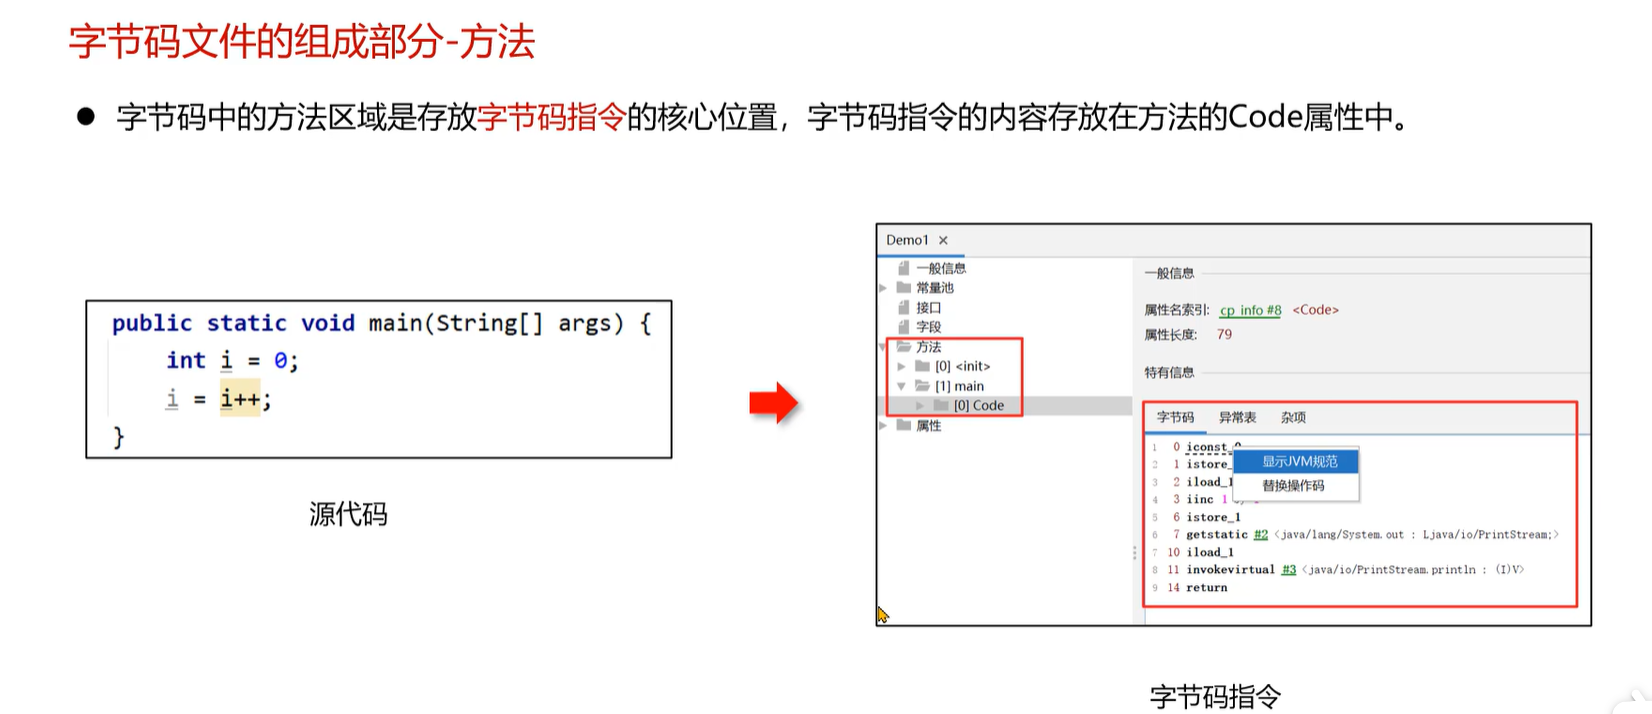 字节码文件的组成部分-方法
● 字节码中的方法区域是存放字节码指令的核心位置，字节码指令的内容存放在方法的Code属性中。
public static void main(String[] args) {
int i = 0;
i = i++;
}
源代码
Demo1 ×
一般信息
常量池
接口
字段
方法
[0] <init>
[1] main
[0] Code
属性
一般信息
属性名索引: cp info #8 <Code>
属性长度: 79
特有信息
字节码 异常表 杂项
1 0 iconst_0
2 1 istore_
3 2 iload_1
4 3 iinc 1
5 6 istore_1
6 7 getstatic #2 <java/lang/System.out : Ljava/io/PrintStream;>
7 10 iload_1
8 11 invokevirtual #3 <java/io/PrintStream.println : (I)V>
9 14 return
显示JVM规范
替换操作码
字节码指令